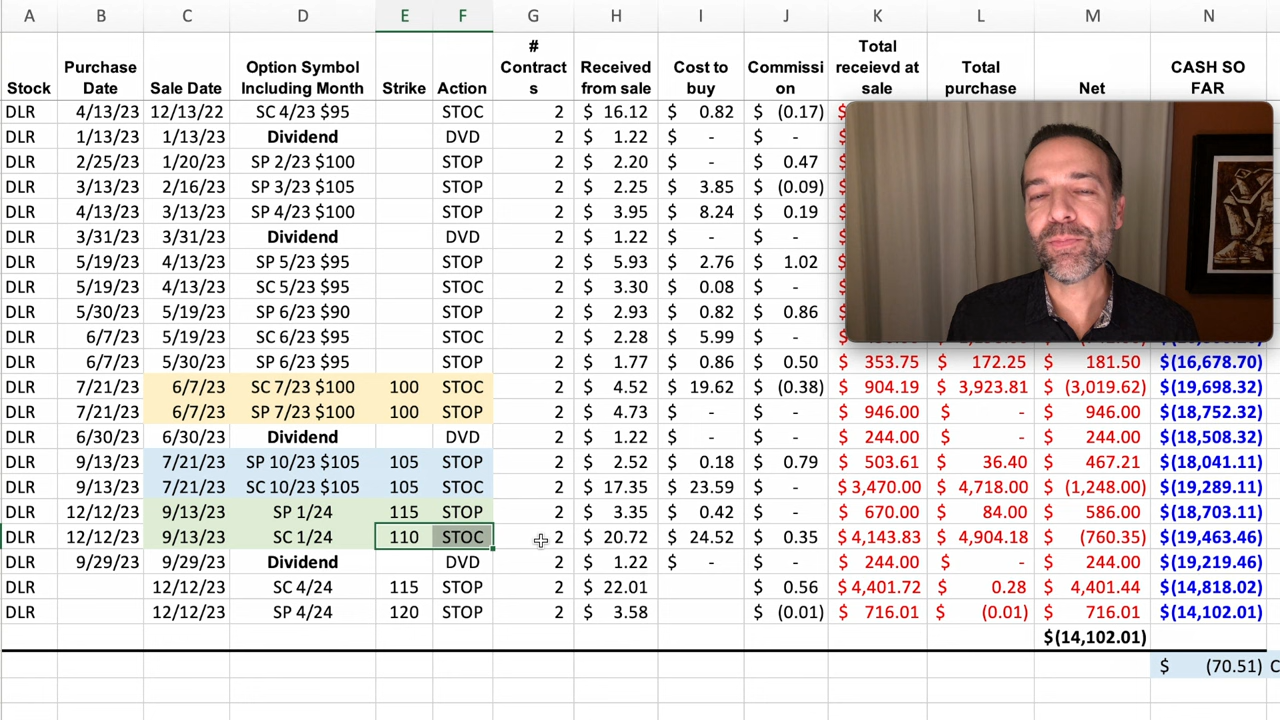 A B C D E F G H I J K L M N
Stock Purchase Date Sale Date Option Symbol Including Month Strike Action # Contracts Received from sale Cost to buy Commission Total receievd at sale Total purchase Net CASH SO FAR
DLR 4/13/23 12/13/22 SC 4/23 $95 STOC 2 $ 16.12 $ 0.82 $ (0.17) $
DLR 1/13/23 1/13/23 Dividend DVD 2 $ 1.22 $ - $ - $
DLR 2/25/23 1/20/23 SP 2/23 $100 STOP 2 $ 2.20 $ - $ 0.47 $
DLR 3/13/23 2/16/23 SP 3/23 $105 STOP 2 $ 2.25 $ 3.85 $ (0.09) $
DLR 4/13/23 3/13/23 SP 4/23 $100 STOP 2 $ 3.95 $ 8.24 $ 0.19 $
DLR 3/31/23 3/31/23 Dividend DVD 2 $ 1.22 $ - $ - $
DLR 5/19/23 4/13/23 SP 5/23 $95 STOP 2 $ 5.93 $ 2.76 $ 1.02 $
DLR 5/19/23 4/13/23 SC 5/23 $95 STOC 2 $ 3.30 $ 0.08 $ - $
DLR 5/30/23 5/19/23 SP 6/23 $90 STOP 2 $ 2.93 $ 0.82 $ 0.86 $
DLR 6/7/23 5/19/23 SC 6/23 $95 STOC 2 $ 2.28 $ 5.99 $ -
DLR 6/7/23 5/30/23 SP 6/23 $95 STOP 2 $ 1.77 $ 0.86 $ 0.50 $ 353.75 $ 172.25 $ 181.50 $(16,678.70)
DLR 7/21/23 6/7/23 SC 7/23 $100 100 STOC 2 $ 4.52 $ 19.62 $ (0.38) $ 904.19 $ 3,923.81 $ (3,019.62) $(19,698.32)
DLR 7/21/23 6/7/23 SP 7/23 $100 100 STOP 2 $ 4.73 $ - $ - $ 946.00 $ - $ 946.00 $(18,752.32)
DLR 6/30/23 6/30/23 Dividend DVD 2 $ 1.22 $ - $ - $ 244.00 $ - $ 244.00 $(18,508.32)
DLR 9/13/23 7/21/23 SP 10/23 $105 105 STOP 2 $ 2.52 $ 0.18 $ 0.79 $ 503.61 $ 36.40 $ 467.21 $(18,041.11)
DLR 9/13/23 7/21/23 SC 10/23 $105 105 STOC 2 $ 17.35 $ 23.59 $ - $ 3,470.00 $ 4,718.00 $ (1,248.00) $(19,289.11)
DLR 12/12/23 9/13/23 SP 1/24 115 STOP 2 $ 3.35 $ 0.42 $ - $ 670.00 $ 84.00 $ 586.00 $(18,703.11)
DLR 12/12/23 9/13/23 SC 1/24 110 STOC 2 $ 20.72 $ 24.52 $ 0.35 $ 4,143.83 $ 4,904.18 $ (760.35) $(19,463.46)
DLR 9/29/23 9/29/23 Dividend DVD 2 $ 1.22 $ - $ - $ 244.00 $ - $ 244.00 $(19,219.46)
DLR 12/12/23 SC 4/24 115 STOP 2 $ 22.01 $ 0.56 $ 4,401.72 $ 0.28 $ 4,401.44 $(14,818.02)
DLR 12/12/23 SP 4/24 120 STOP 2 $ 3.58 $ (0.01) $ 716.01 $ (0.01) $ 716.01 $(14,102.01)
$(14,102.01)
$ (70.51) C